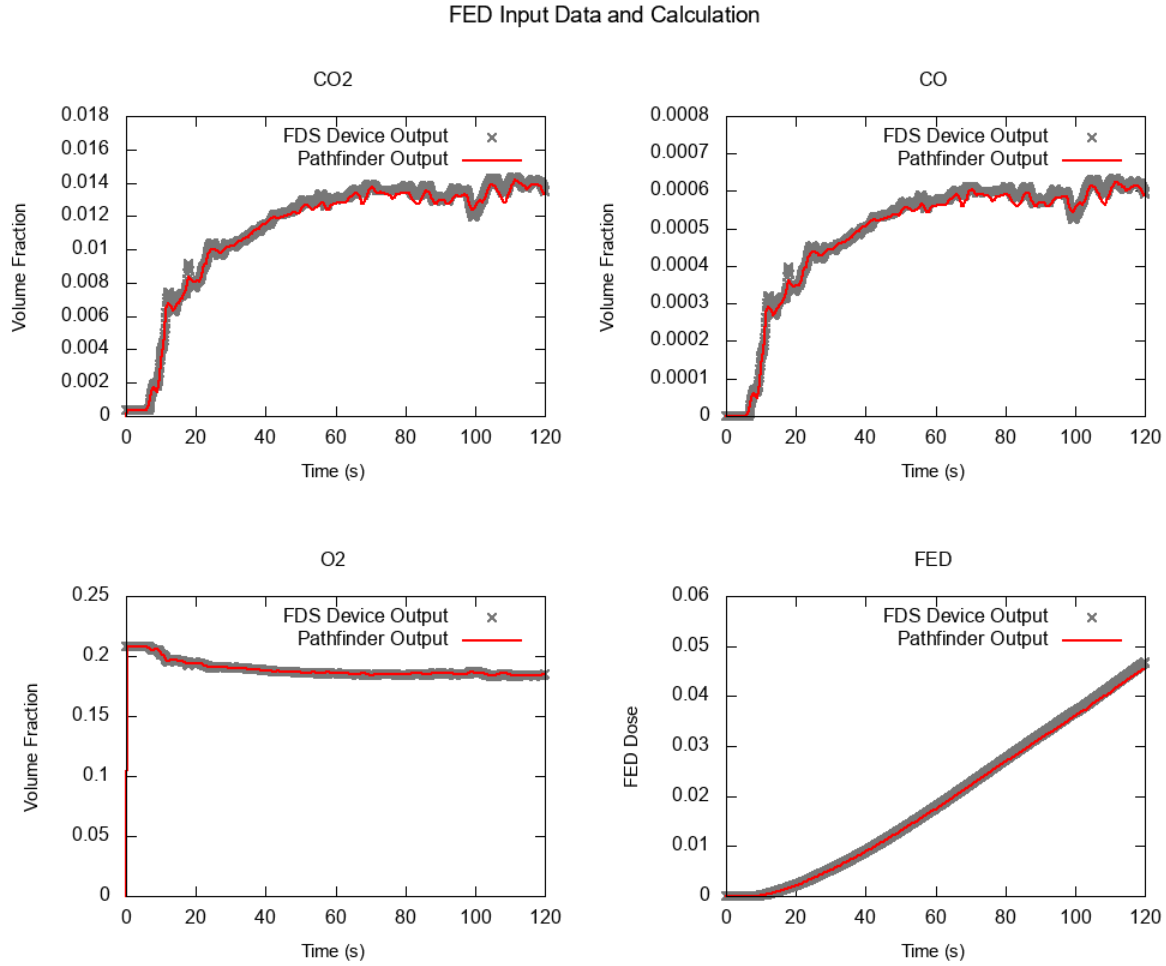 FED Input Data and Calculation
CO2
Volume Fraction
0.018
0.016
0.014
0.012
0.01
0.008
0.006
0.004
0.002
0
FDS Device Output
Pathfinder Output
0 20 40 60 80 100 120
Time (s)
CO
Volume Fraction
0.0008
0.0007
0.0006
0.0005
0.0004
0.0003
0.0002
0.0001
0
FDS Device Output
Pathfinder Output
0 20 40 60 80 100 120
Time (s)
O2
Volume Fraction
0.25
0.2
0.15
0.1
0.05
0
FDS Device Output
Pathfinder Output
0 20 40 60 80 100 120
Time (s)
FED
FED Dose
0.06
0.05
0.04
0.03
0.02
0.01
0
FDS Device Output
Pathfinder Output
0 20 40 60 80 100 120
Time (s)